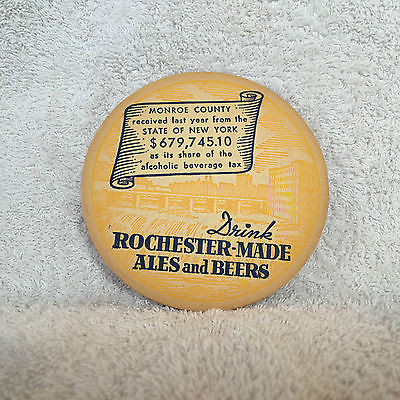 MONROE COUNTY
received last year from the
STATE OF NEW YORK
$679,745.10
as its share of the
alcoholic beverage tax
Drink
ROCHESTER-MADE
ALES and BEERS